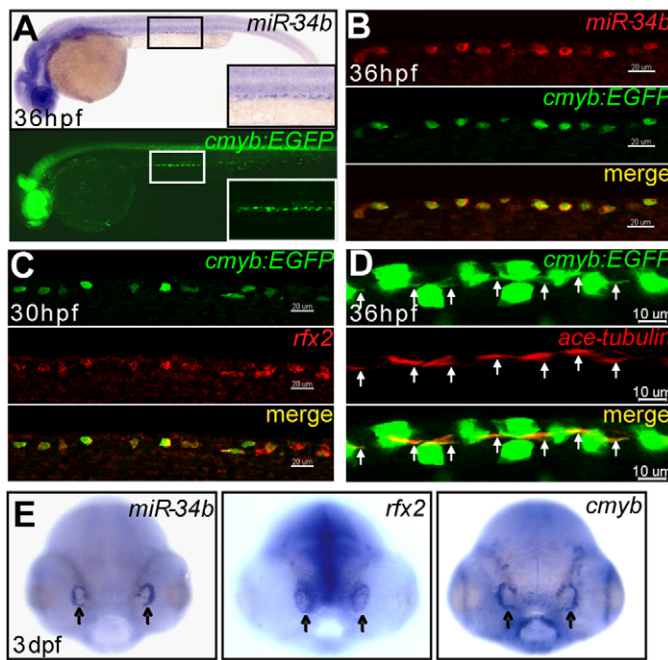 A
miR-34b
36hpf
cmyb:EGFP
B
miR-34b
36hpf
20 um
cmyb:EGFP
20 um
merge
20 um
C
cmyb:EGFP
30hpf
20 um
rfx2
20 um
merge
20 um
D
cmyb:EGFP
36hpf
10 um
ace-tubulin
10 um
merge
10 um
E
miR-34b
3dpf
rfx2
cmyb